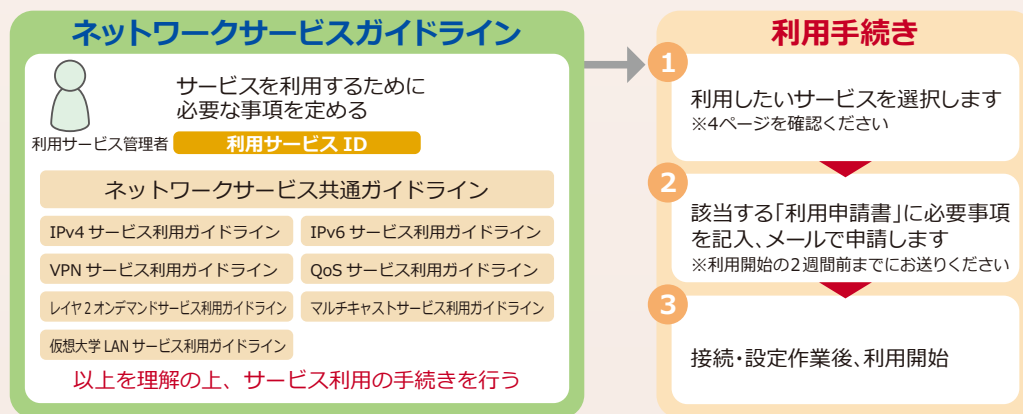 ネットワークサービスガイドライン
サービスを利用するために
必要な事項を定める
利用サービス管理者
利用サービス ID
ネットワークサービス共通ガイドライン
IPv4 サービス利用ガイドライン
IPv6 サービス利用ガイドライン
VPN サービス利用ガイドライン
QoS サービス利用ガイドライン
レイヤ2オンデマンドサービス利用ガイドライン
マルチキャストサービス利用ガイドライン
仮想大学 LAN サービス利用ガイドライン
以上を理解の上、サービス利用の手続きを行う
利用手続き
1
利用したいサービスを選択します
※4ページを確認ください
2
該当する「利用申請書」に必要事項
を記入、メールで申請します
※利用開始の2週間前までにお送りください
3
接続・設定作業後、利用開始